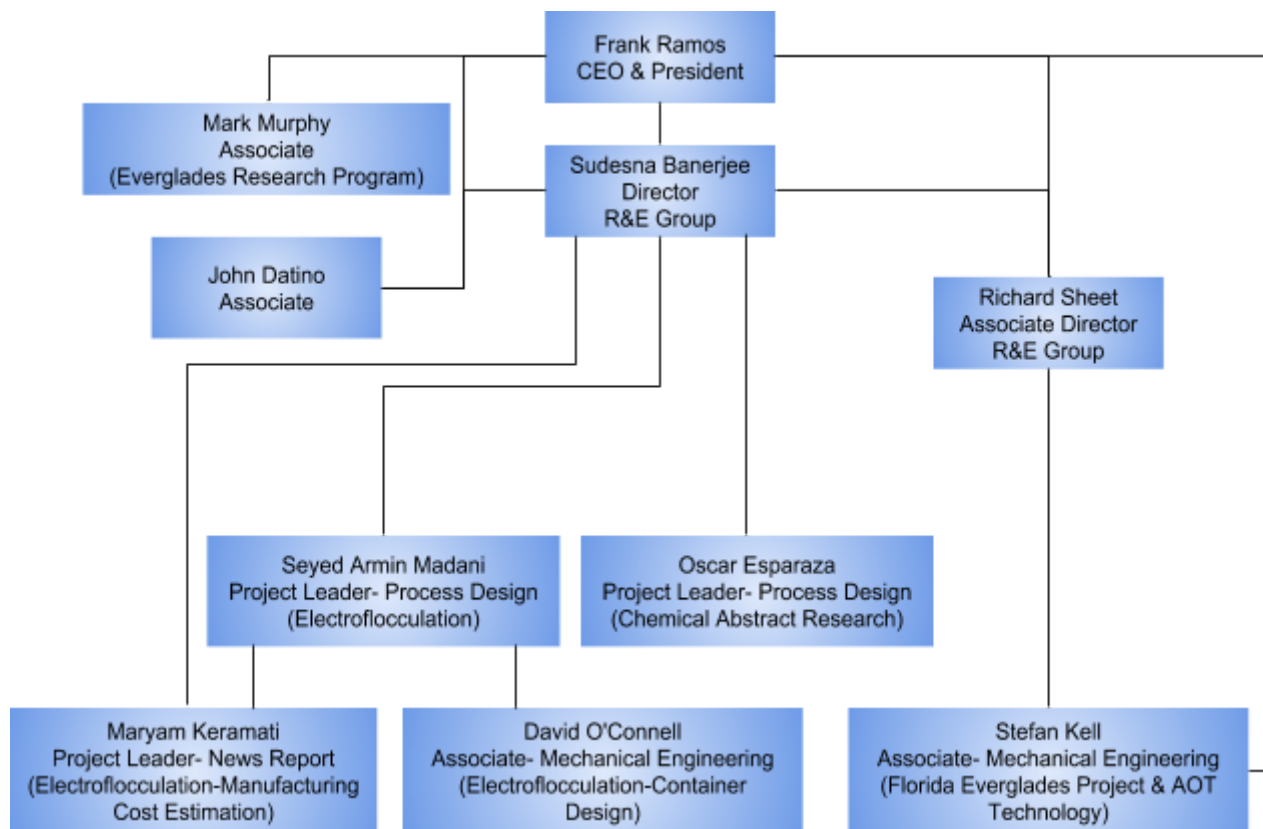 Frank Ramos
CEO & President
Mark Murphy
Associate
(Everglades Research Program)
Sudesna Banerjee
Director
R&E Group
John Datino
Associate
Richard Sheet
Associate Director
R&E Group
Seyed Armin Madani
Project Leader- Process Design
(Electroflocculation)
Oscar Esparaza
Project Leader- Process Design
(Chemical Abstract Research)
Maryam Keramati
Project Leader- News Report
(Electroflocculation-Manufacturing
Cost Estimation)
David O'Connell
Associate- Mechanical Engineering
(Electroflocculation-Container
Design)
Stefan Kell
Associate- Mechanical Engineering
(Florida Everglades Project & AOT
Technology)